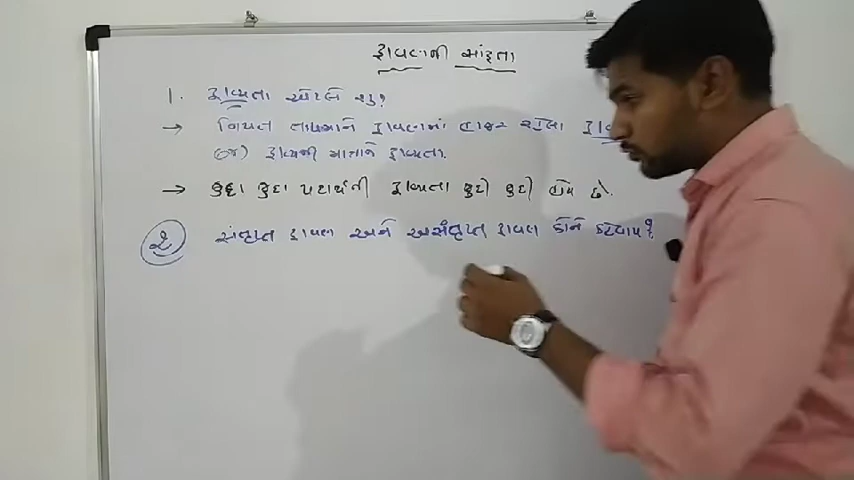 દ્રાવણની સાંદ્રતા
1. દ્રાવ્યતા એટલે શું?
→ નિયત તાપમાને દ્રાવણમાં હાજર રહેલા
દ્રાવ્યની માત્રાને દ્રાવ્યતા.
→ જુદા જુદા પદાર્થની દ્રાવ્યતા જુદી જુદી હોય છે.
2 સંતૃપ્ત દ્રાવણ અને અસંતૃપ્ત દ્રાવણ કોને કહેવાય?